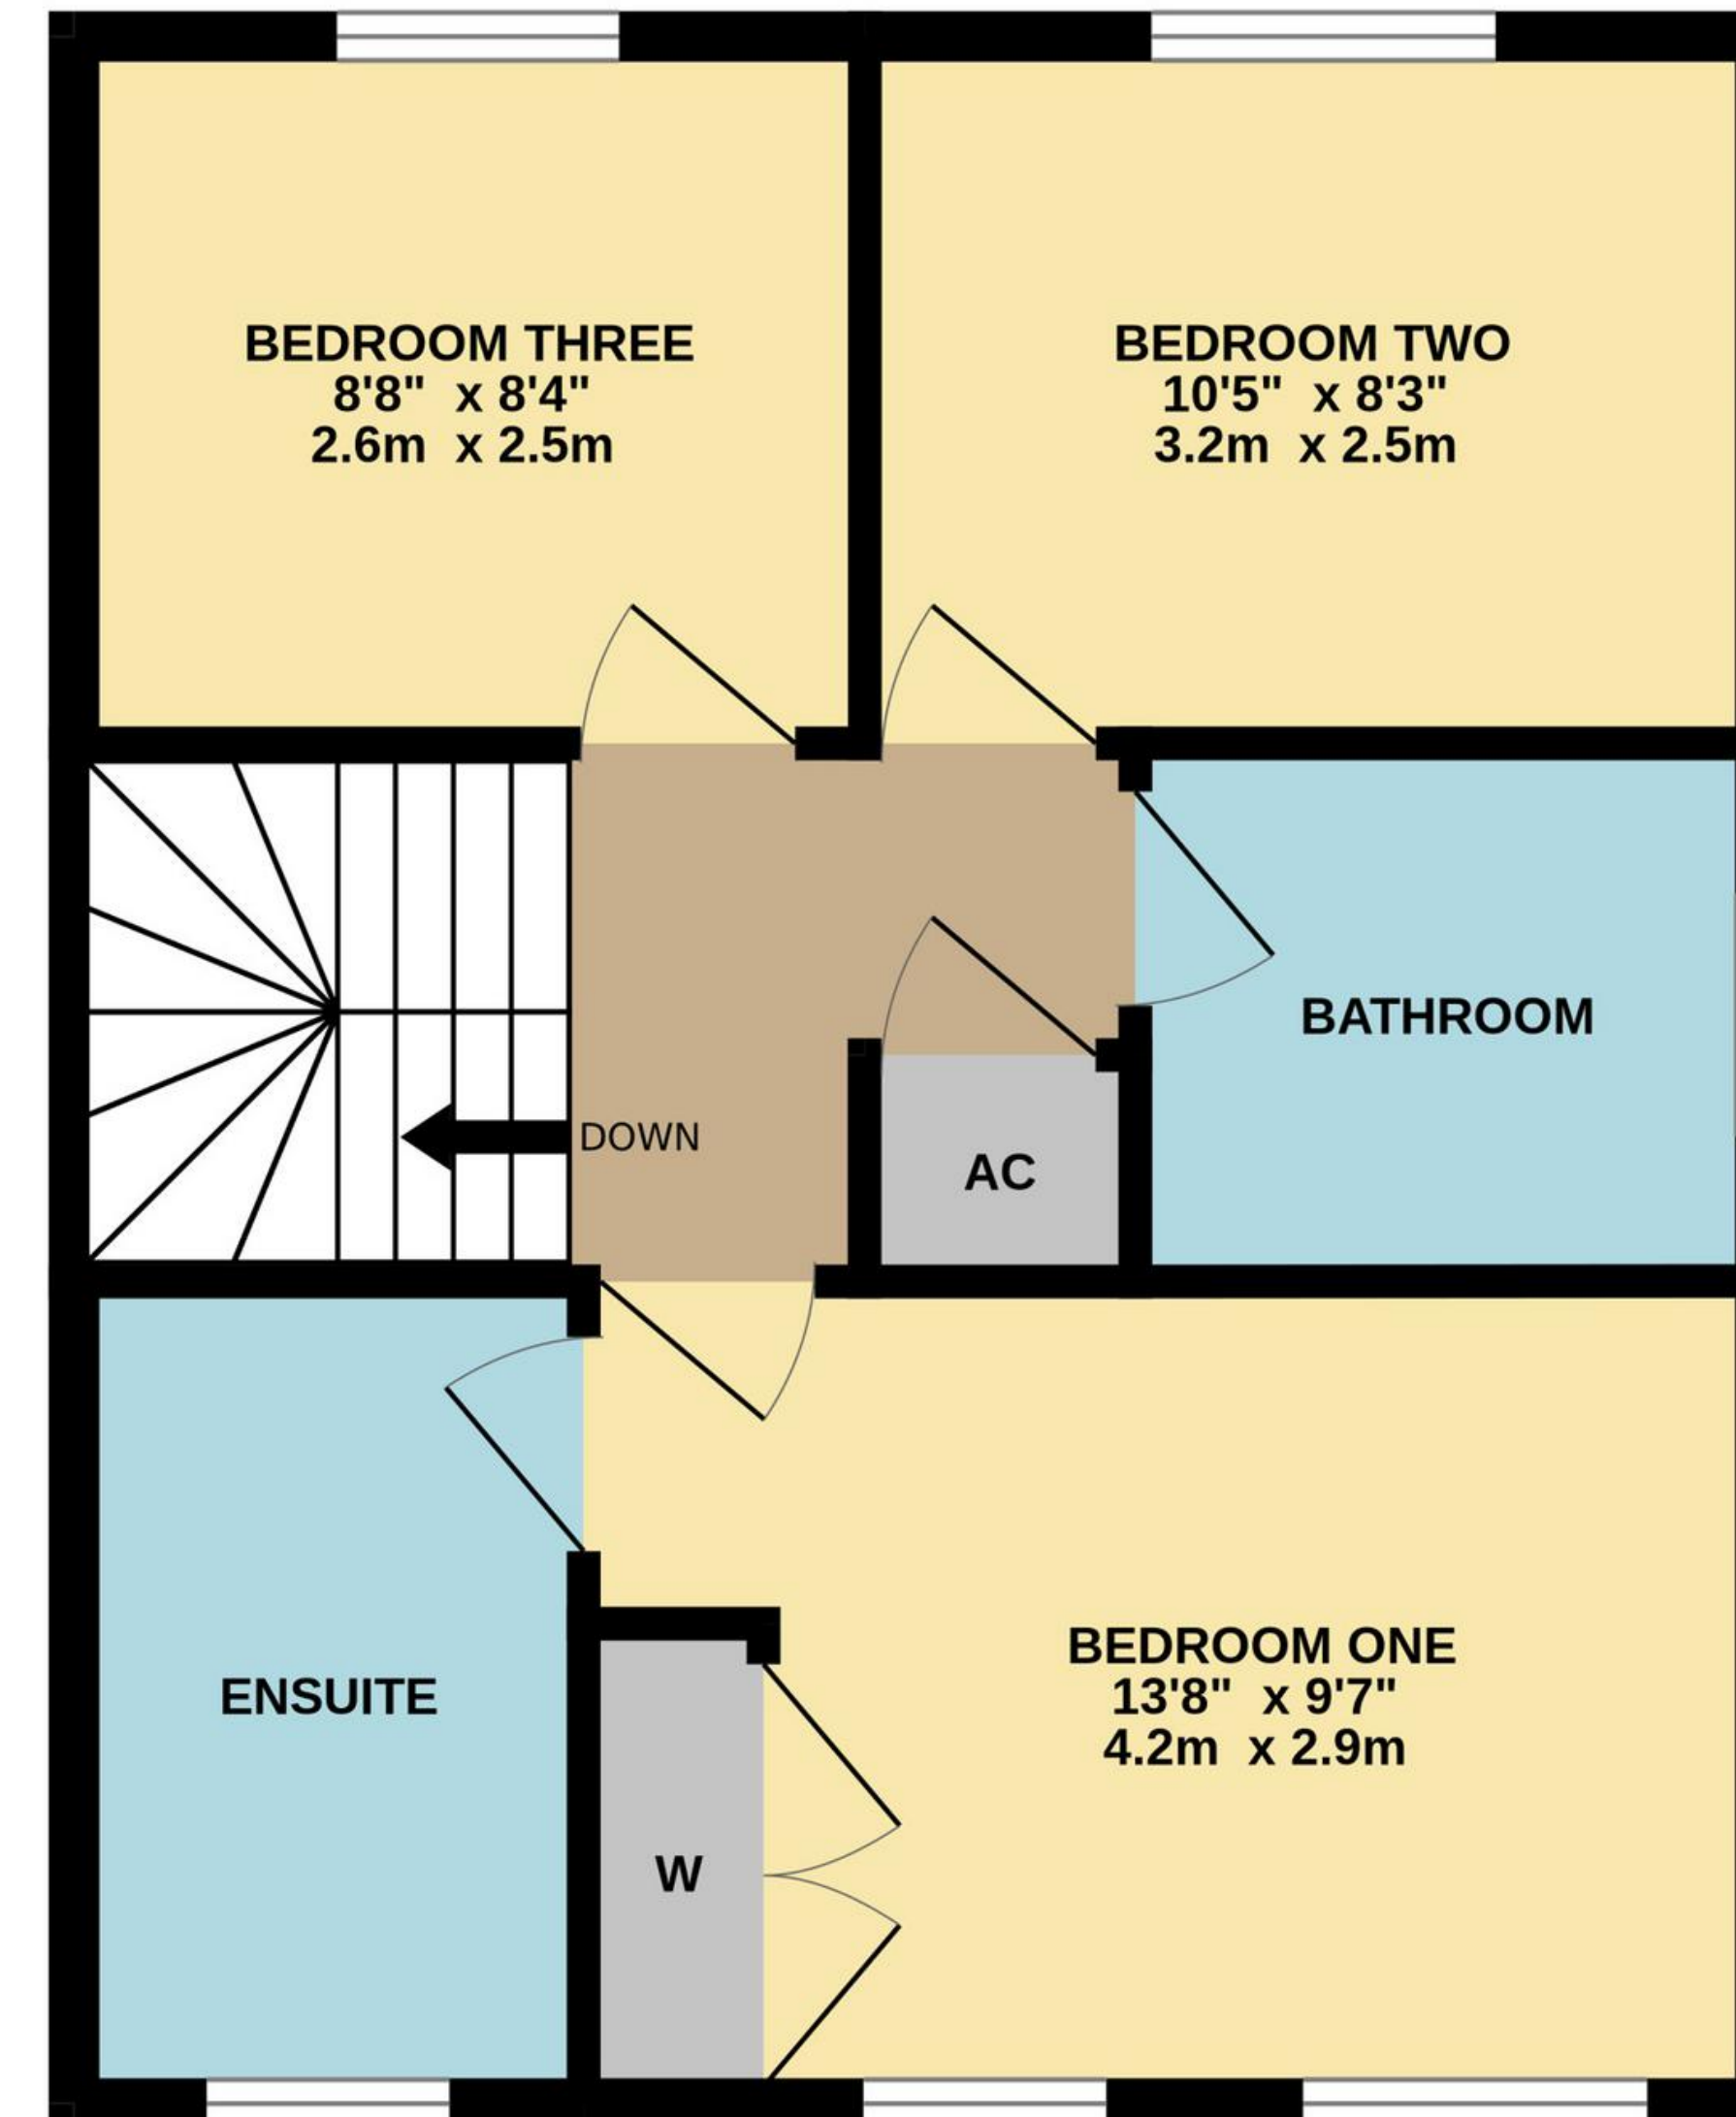 BEDROOM THREE
8'8" x 8'4"
2.6m x 2.5m
BEDROOM TWO
10'5" x 8'3"
3.2m x 2.5m
BATHROOM
DOWN
AC
BEDROOM ONE
13'8" x 9'7"
4.2m x 2.9m
ENSUITE
W